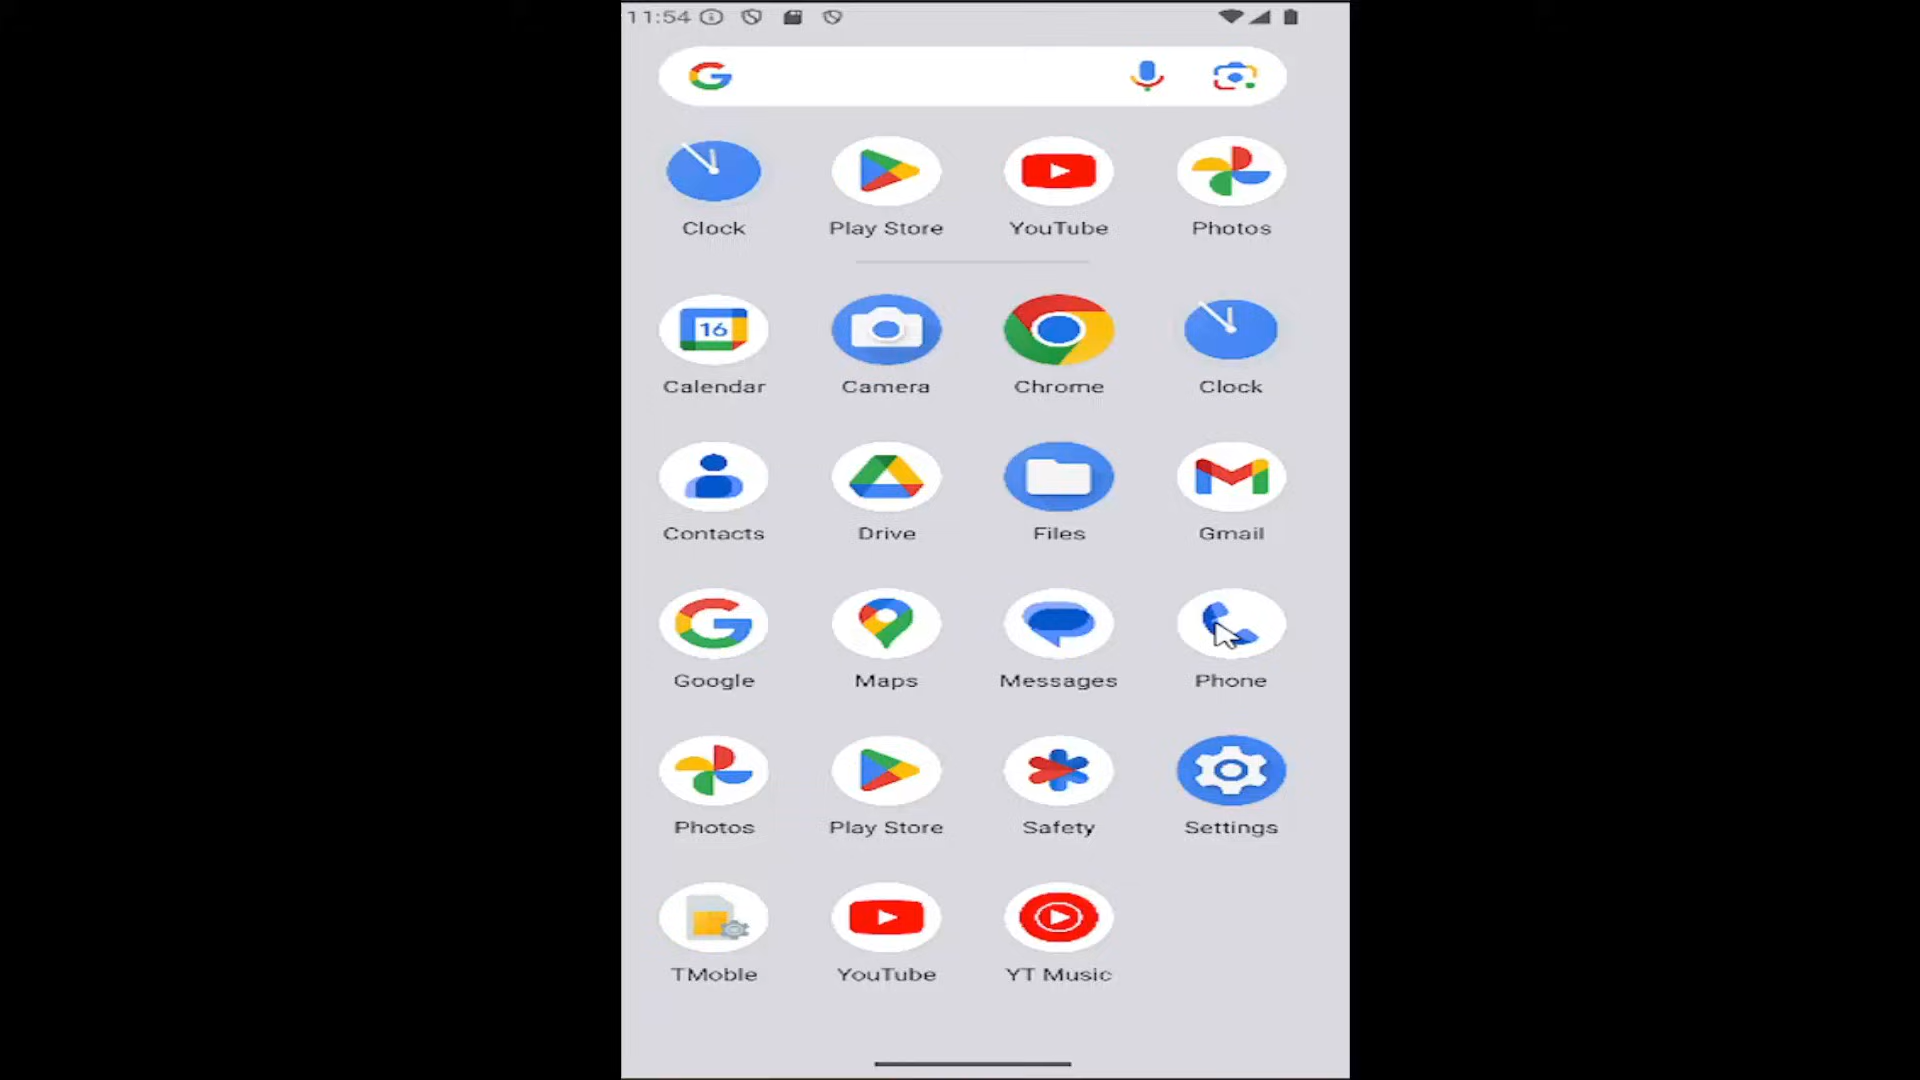 11:54
Clock Play Store YouTube Photos
16
Calendar Camera Chrome Clock
Contacts Drive Files Gmail
Google Maps Messages Phone
Photos Play Store Safety Settings
TMoble YouTube YT Music